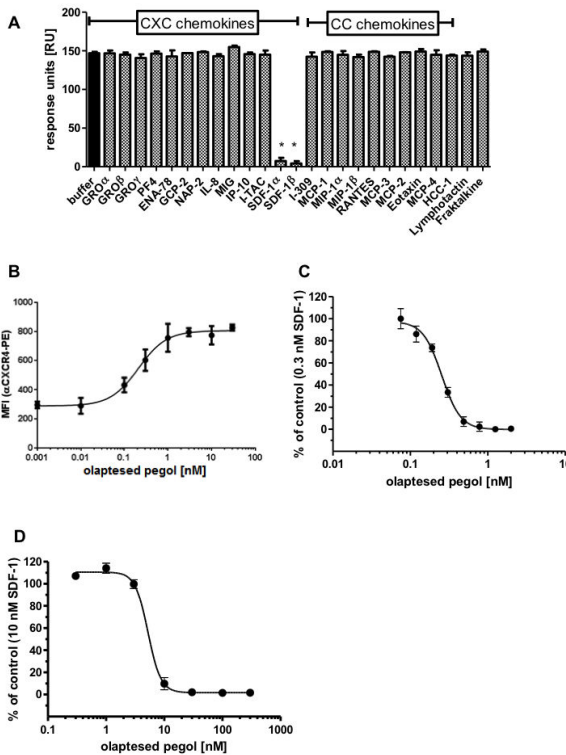 A
CXC chemokines
CC chemokines
response units [RU]
200
150
100
50
0
* *
buffer
GROα
GROβ
GROγ
PF4
ENA-78
GCP-2
NAP-2
IL-8
MIG
IP-10
I-TAC
SDF-1α
SDF-1β
I-309
MCP-1
MIP-1α
MIP-1β
RANTES
MCP-3
MCP-2
Eotaxin
MCP-4
HCC-1
Lymphotactin
Fraktalkine
B
MFI (αCXCR4-PE)
1000
800
600
400
200
0
0.001 0.01 0.1 1 10 100
olaptesed pegol [nM]
C
% of control (0.3 nM SDF-1)
120
100
80
60
40
20
0
0.01 0.1 1 10
olaptesed pegol [nM]
D
% of control (10 nM SDF-1)
120
100
80
60
40
20
0
0.1 1 10 100 1000
olaptesed pegol [nM]